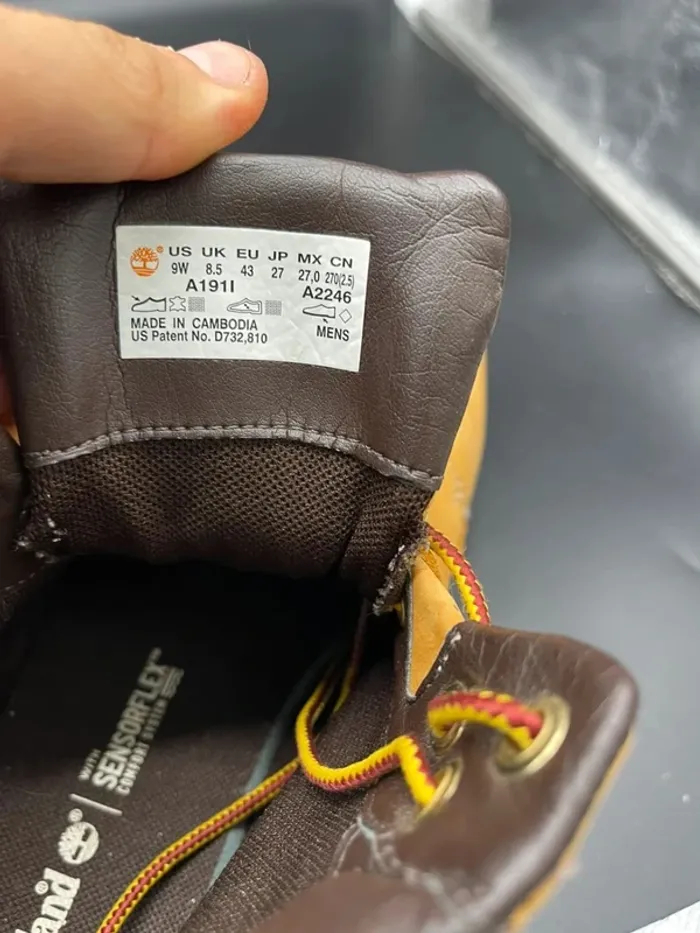 US UK EU JP MX CN
9W 8.5 43 27 27,0 270(2.5)
A191I A2246
MENS
MADE IN CAMBODIA
US Patent No. D732,810
WITH
SENSORFLEX™
COMFORT SYSTEM
land